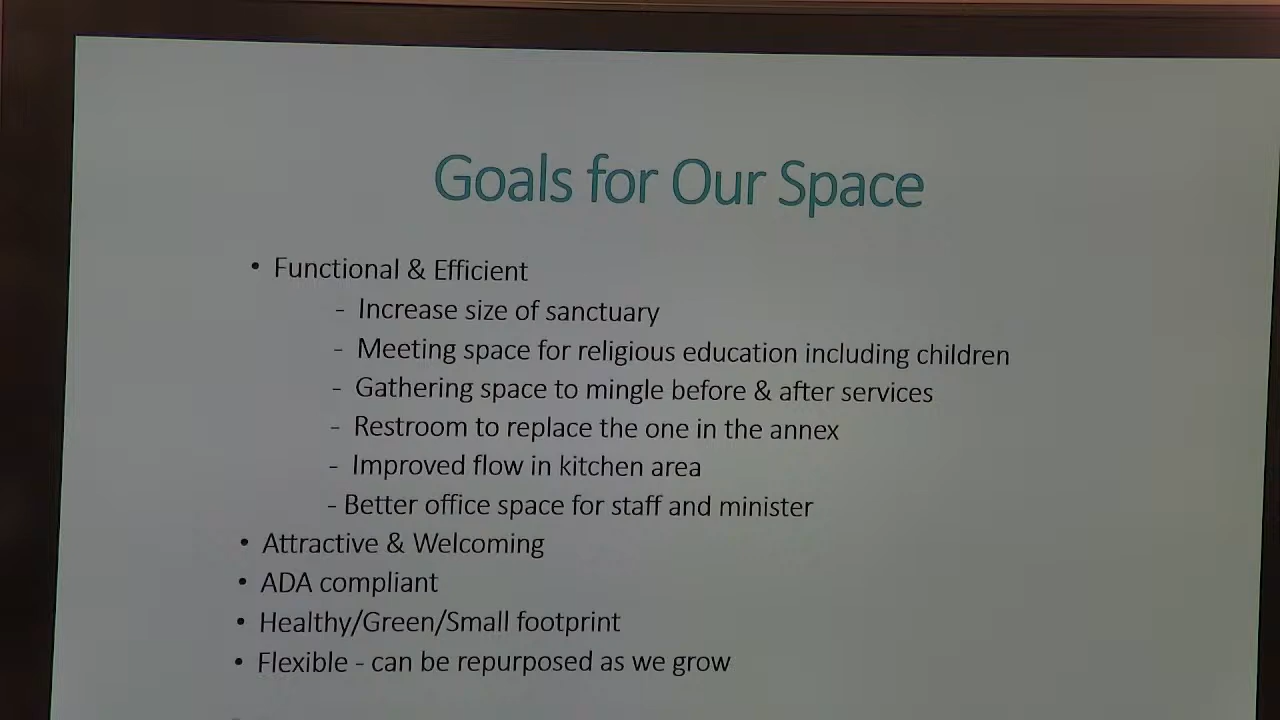 Goals for Our Space
• Functional & Efficient
- Increase size of sanctuary
- Meeting space for religious education including children
- Gathering space to mingle before & after services
- Restroom to replace the one in the annex
- Improved flow in kitchen area
- Better office space for staff and minister
• Attractive & Welcoming
• ADA compliant
• Healthy/Green/Small footprint
• Flexible - can be repurposed as we grow